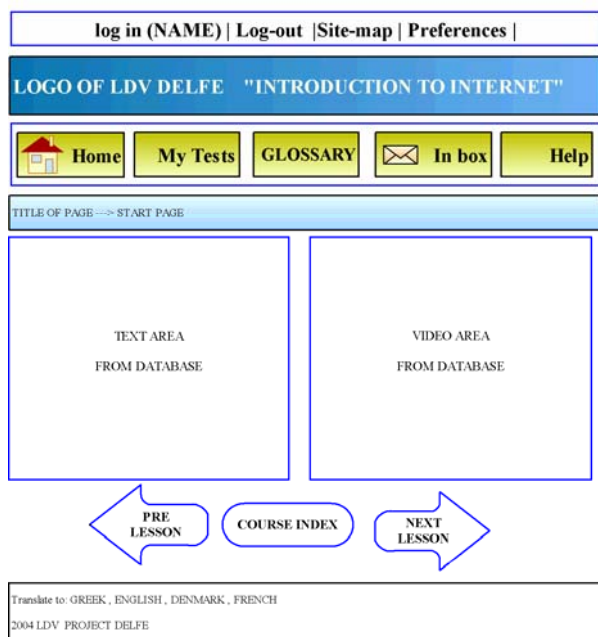 log in (NAME) | Log-out |Site-map | Preferences |
LOGO OF LDV DELFE "INTRODUCTION TO INTERNET"
Home My Tests GLOSSARY In box Help
TITLE OF PAGE ---> START PAGE
TEXT AREA
FROM DATABASE
VIDEO AREA
FROM DATABASE
PRE
LESSON
COURSE INDEX
NEXT
LESSON
Translate to: GREEK , ENGLISH , DENMARK , FRENCH
2004 LDV PROJECT DELFE